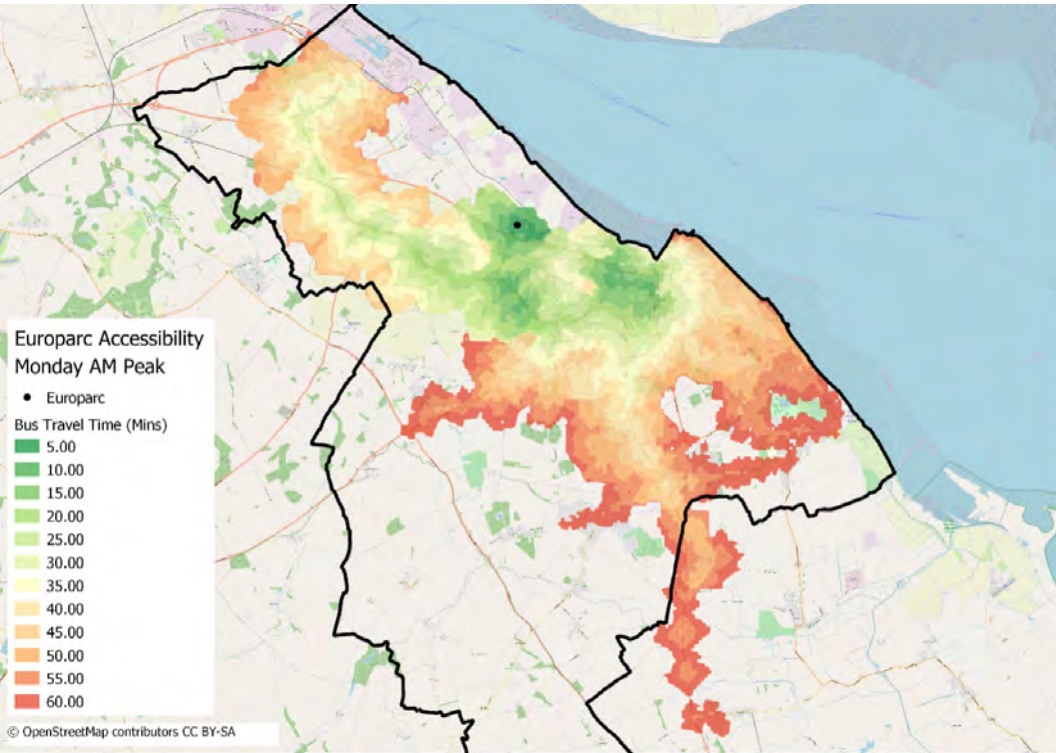 Europarc Accessibility
Monday AM Peak
Europarc
Bus Travel Time (Mins)
5.00
10.00
15.00
20.00
25.00
30.00
35.00
40.00
45.00
50.00
55.00
60.00
© OpenStreetMap contributors CC BY-SA